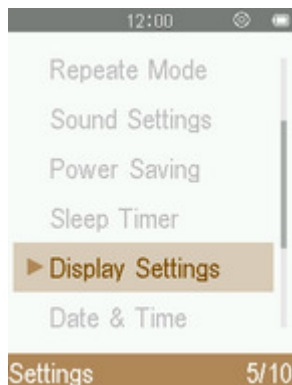 12:00
Repeate Mode
Sound Settings
Power Saving
Sleep Timer
Display Settings
Date & Time
Settings 5/10